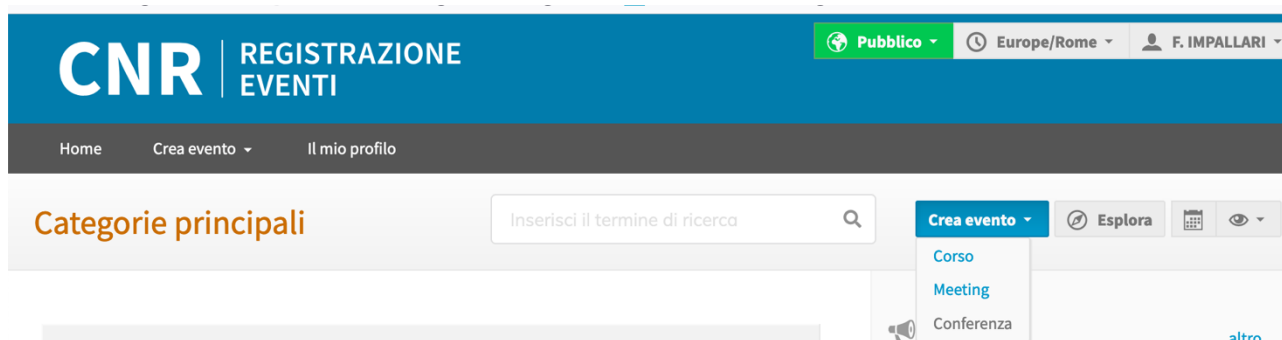 CNR REGISTRAZIONE EVENTI
Pubblico
Europe/Rome
F. IMPALLARI
Home
Crea evento
Il mio profilo
Categorie principali
Inserisci il termine di ricerca
Crea evento
Esplora
Corso
Meeting
Conferenza
altro